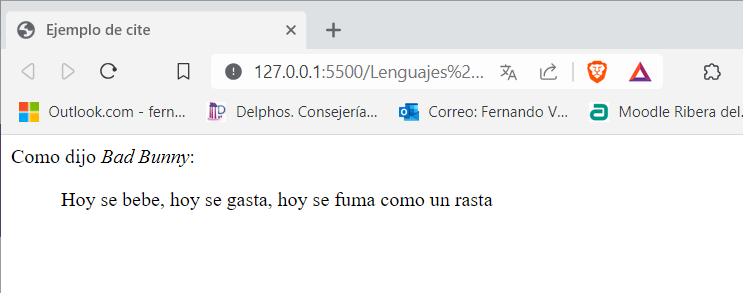 Ejemplo de cite
127.0.0.1:5500/Lenguajes%2...
Outlook.com - fern... Delphos. Consejería... Correo: Fernando V... Moodle Ribera del.
Como dijo Bad Bunny:
Hoy se bebe, hoy se gasta, hoy se fuma como un rasta